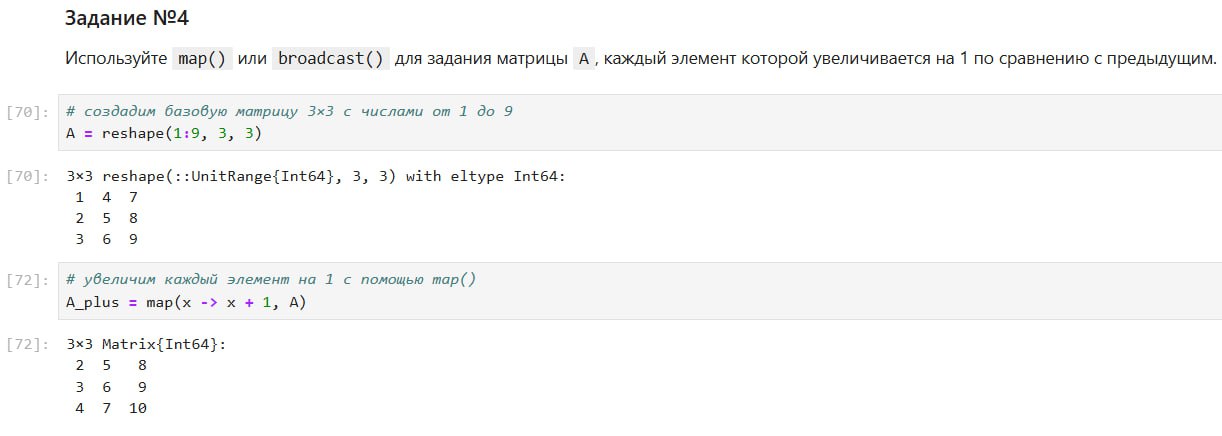 Задание №4
Используйте map() или broadcast() для задания матрицы A, каждый элемент которой увеличивается на 1 по сравнению с предыдущим.
[70]: # создадим базовую матрицу 3×3 с числами от 1 до 9
A = reshape(1:9, 3, 3)
[70]: 3×3 reshape(::UnitRange{Int64}, 3, 3) with eltype Int64:
1 4 7
2 5 8
3 6 9
[72]: # увеличим каждый элемент на 1 с помощью map()
A_plus = map(x -> x + 1, A)
[72]: 3×3 Matrix{Int64}:
2 5 8
3 6 9
4 7 10